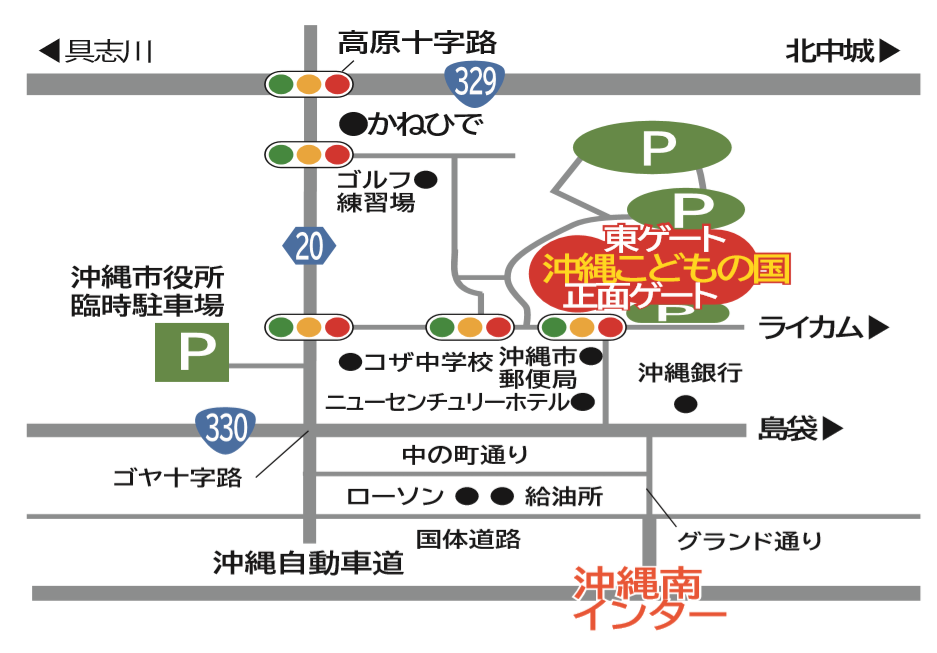 ◀具志川
高原十字路
北中城▶
329
かねひで
P
ゴルフ
練習場
P
20
東ゲート
沖縄こどもの国
正面ゲート
P
沖縄市役所
臨時駐車場
P
ライカム▶
コザ中学校
沖縄市
郵便局
沖縄銀行
ニューセンチュリーホテル
330
島袋▶
ゴヤ十字路
中の町通り
ローソン
給油所
国体道路
グランド通り
沖縄自動車道
沖縄南
インター